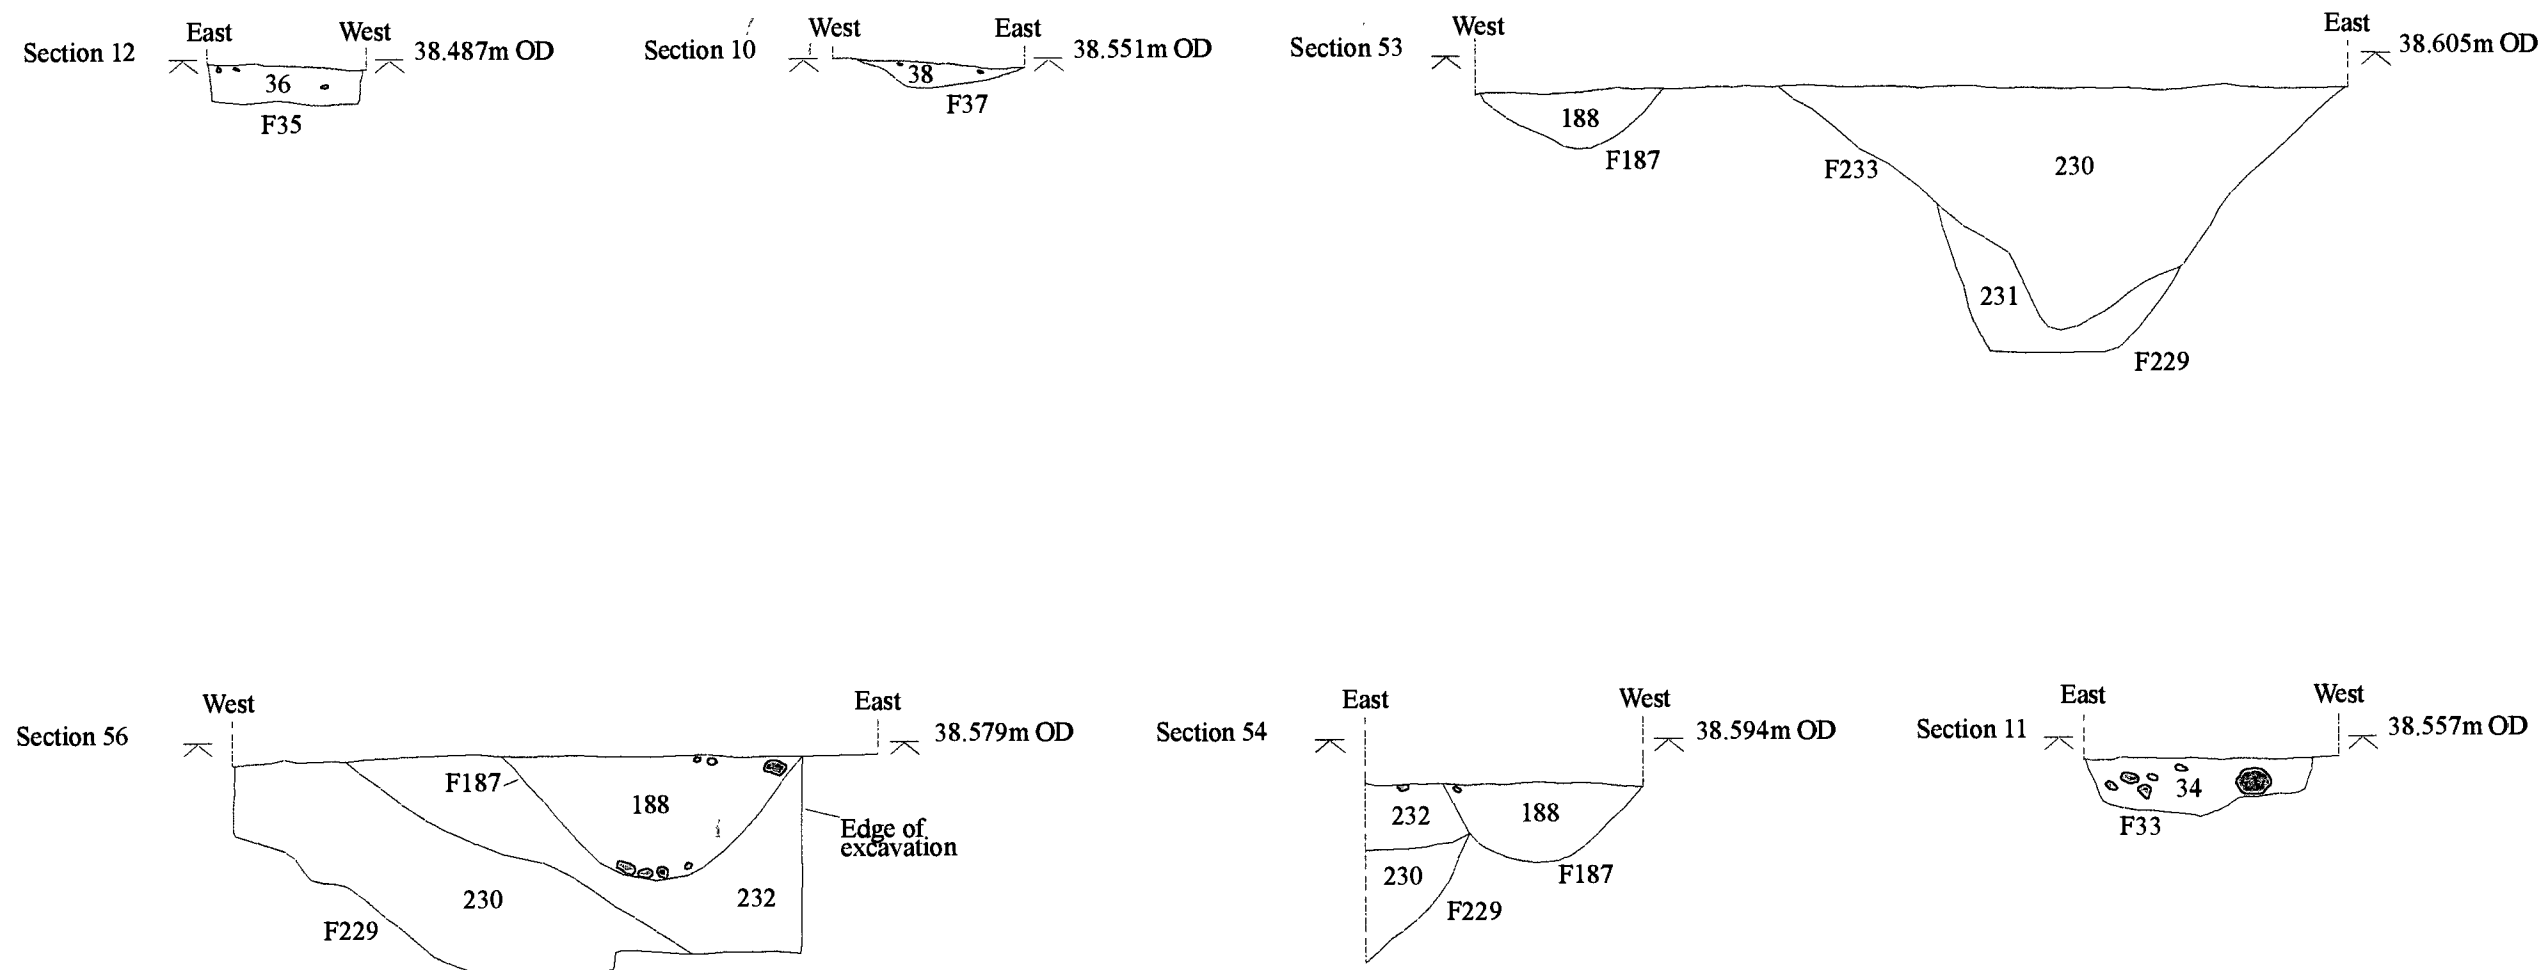 Section 12
East
West
38.487m OD
36
F35
Section 10
West
East
38.551m OD
38
F37
Section 53
West
East
38.605m OD
188
F187
F233
230
231
F229
Section 56
West
East
38.579m OD
F187
188
Edge of
excavation
230
232
F229
Section 54
East
West
38.594m OD
232
188
230
F187
F229
Section 11
East
West
38.557m OD
34
F33